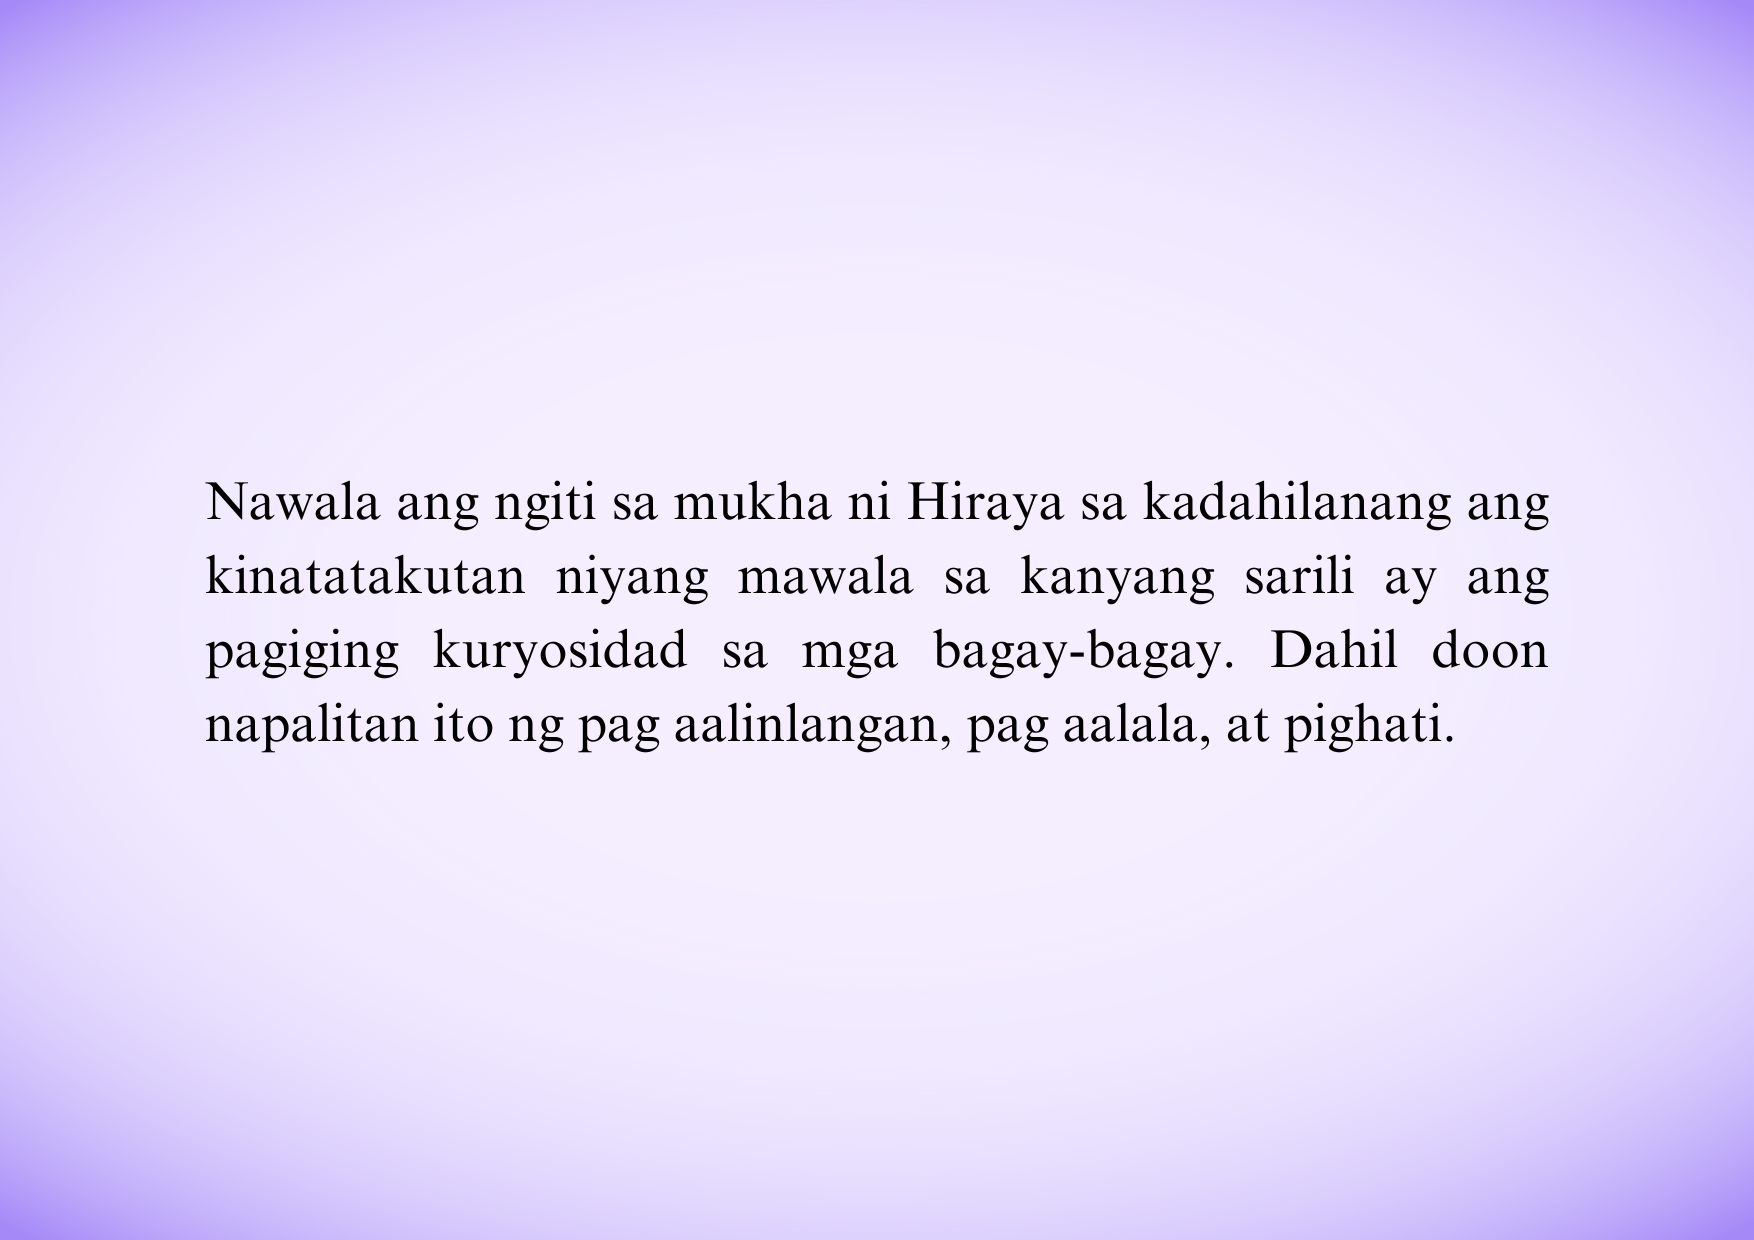 Nawala ang ngiti sa mukha ni Hiraya sa kadahilanang ang
kinatatakutan niyang mawala sa kanyang sarili ay ang
pagiging kuryosidad sa mga bagay-bagay. Dahil doon
napalitan ito ng pag aalinlangan, pag aalala, at pighati.